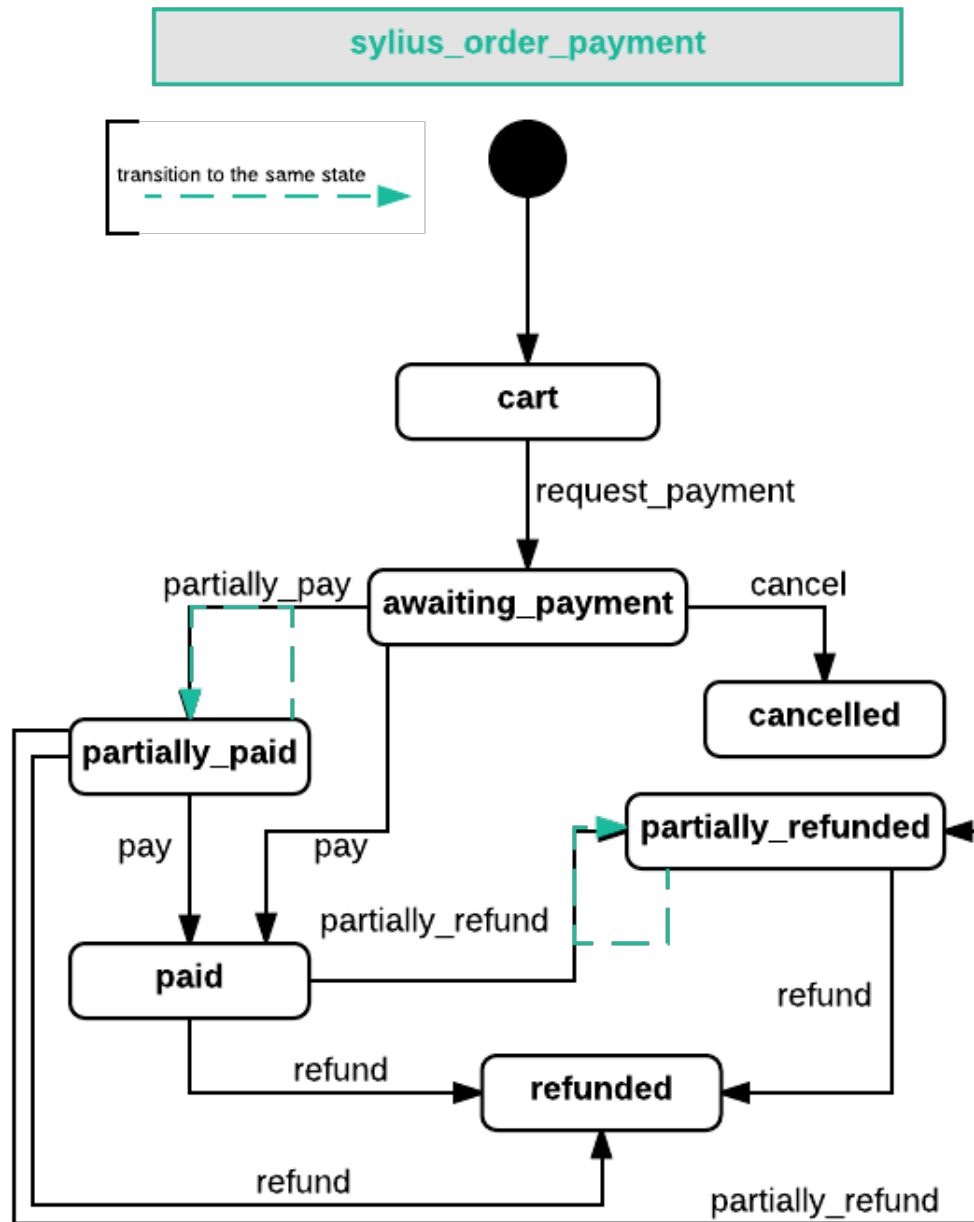 sylius_order_payment
transition to the same state
cart
request_payment
partially_pay
awaiting_payment
cancel
cancelled
partially_paid
partially_refunded
pay
pay
partially_refund
paid
refund
refund
refunded
refund
partially_refund